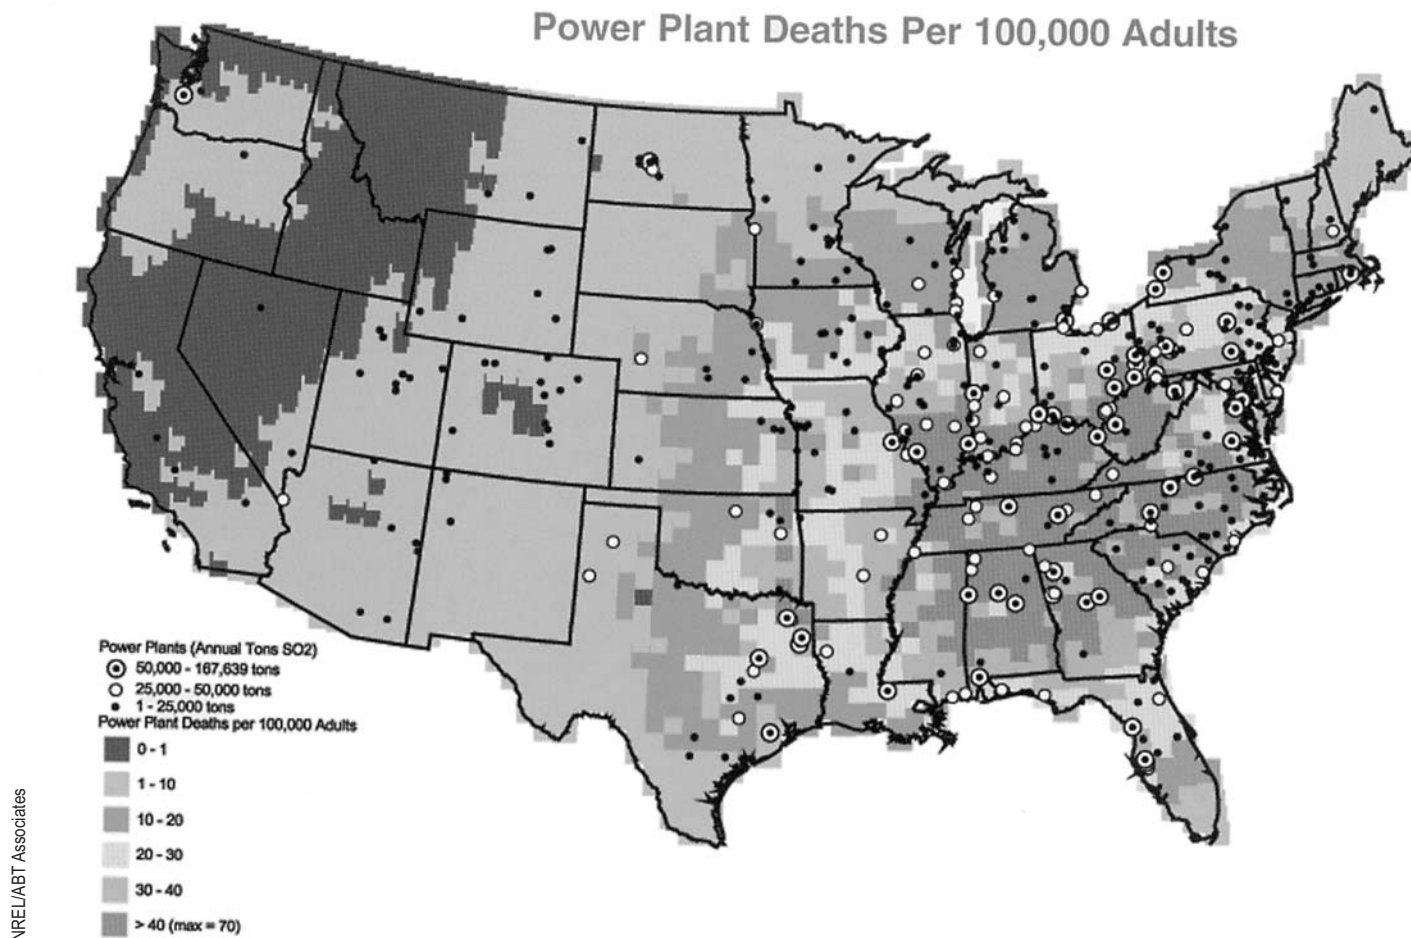 Power Plant Deaths Per 100,000 Adults
Power Plants (Annual Tons SO2)
50,000 - 167,639 tons
25,000 - 50,000 tons
1 - 25,000 tons
Power Plant Deaths per 100,000 Adults
0 - 1
1 - 10
10 - 20
20 - 30
30 - 40
> 40 (max = 70)
NREL/ABT Associates